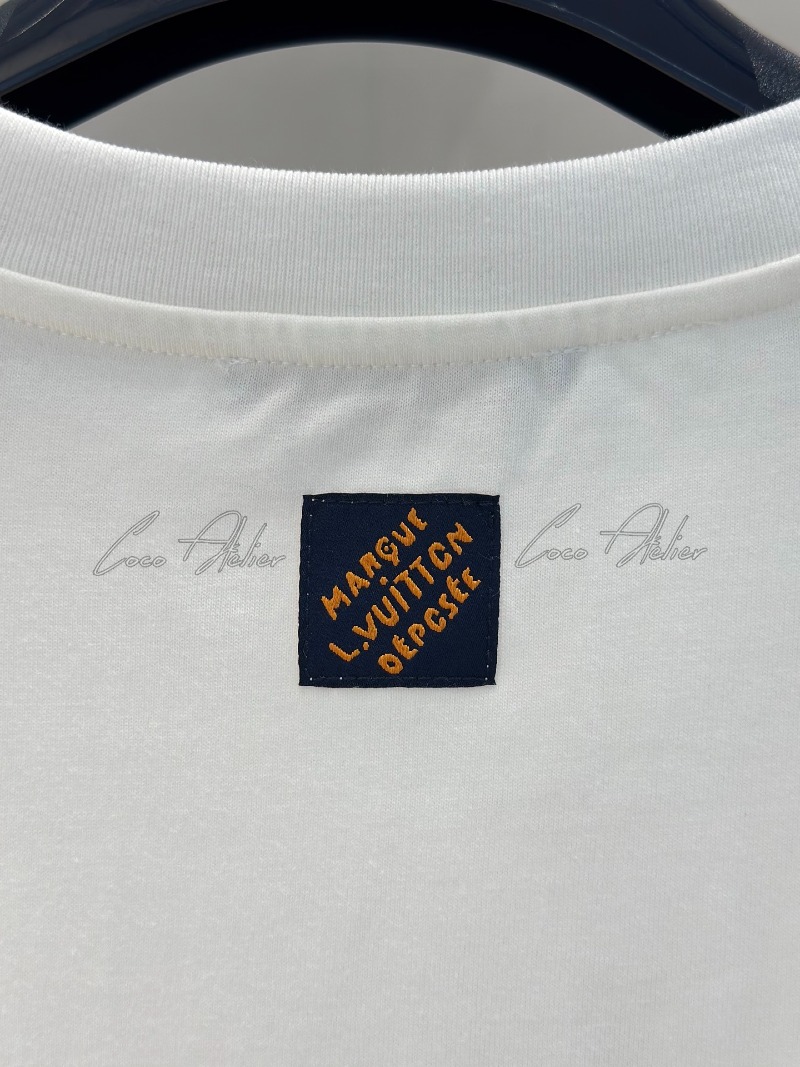 Coco Atelier
MARQUE
L.VUITTON
DÉPOSÉE
Coco Atelier